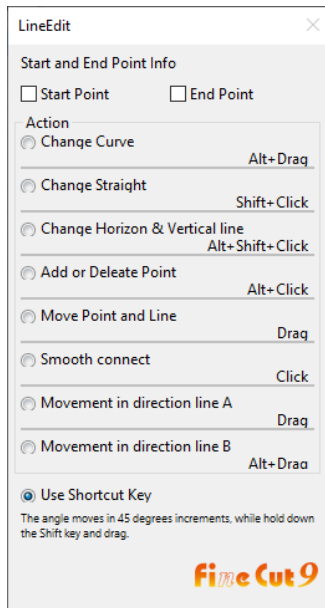 LineEdit
Start and End Point Info
Start Point End Point
Action
Change Curve
Alt+Drag
Change Straight
Shift+Click
Change Horizon & Vertical line
Alt+Shift+Click
Add or Deleate Point
Alt+Click
Move Point and Line
Drag
Smooth connect
Click
Movement in direction line A
Drag
Movement in direction line B
Alt+Drag
Use Shortcut Key
The angle moves in 45 degrees increments, while hold down
the Shift key and drag.
Fine Cut 9